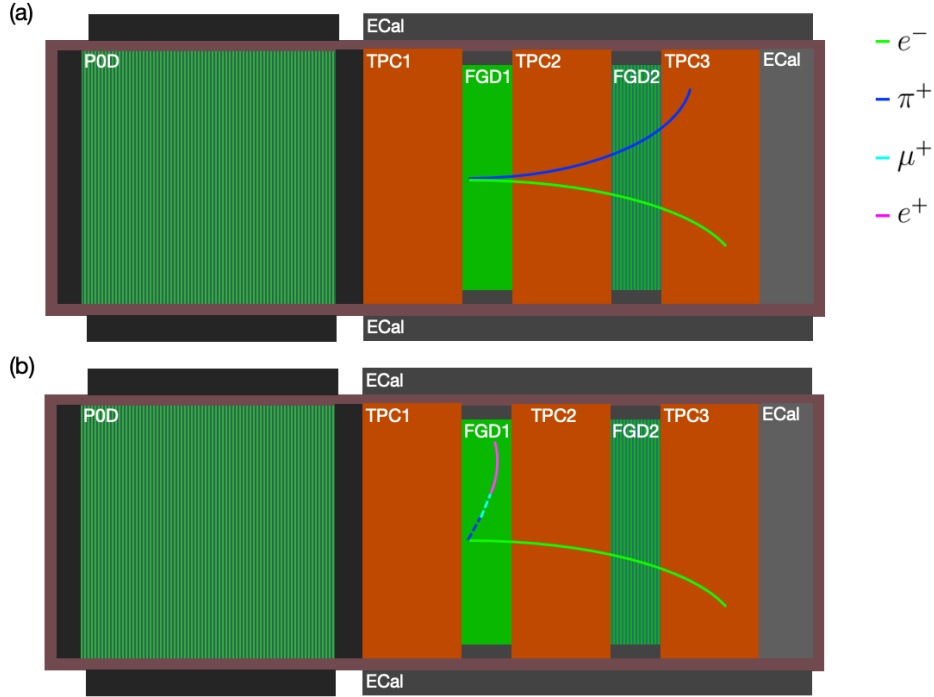 (a)
ECal
P0D
TPC1
FGD1
TPC2
FGD2
TPC3
ECal
ECal
e⁻
π⁺
μ⁺
e⁺
(b)
ECal
P0D
TPC1
FGD1
TPC2
FGD2
TPC3
ECal
ECal